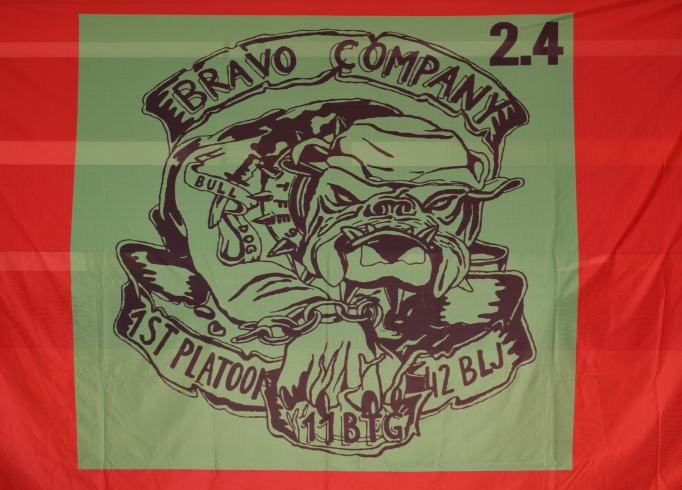 2.4
BRAVO COMPANY
BULL
DOG
1ST PLATOON
42 BLJ
11 BTG